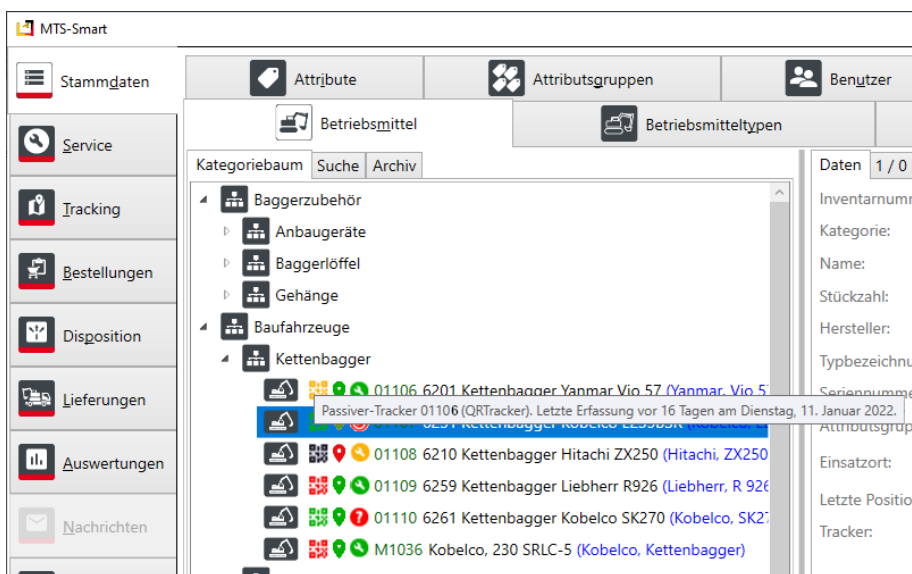 MTS-Smart
Stammdaten
Attribute
Attributsgruppen
Benutzer
Betriebsmittel
Betriebsmitteltypen
Service
Tracking
Bestellungen
Disposition
Lieferungen
Auswertungen
Nachrichten
Kategoriebaum Suche Archiv
Baggerzubehör
Anbaugeräte
Baggerlöffel
Gehänge
Baufahrzeuge
Kettenbagger
01106 6201 Kettenbagger Yanmar Vio 57 (Yanmar, Vio 5
Passiver-Tracker 01106 (QRTracker). Letzte Erfassung vor 16 Tagen am Dienstag, 11. Januar 2022.
01108 6210 Kettenbagger Hitachi ZX250 (Hitachi, ZX250
01109 6259 Kettenbagger Liebherr R926 (Liebherr, R 926
01110 6261 Kettenbagger Kobelco SK270 (Kobelco, SK27
M1036 Kobelco, 230 SRLC-5 (Kobelco, Kettenbagger)
Daten 1 / 0
Inventarnumm
Kategorie:
Name:
Stückzahl:
Hersteller:
Typbezeichnu
Seriennumme
Attributsgrup
Einsatzort:
Letzte Positio
Tracker: